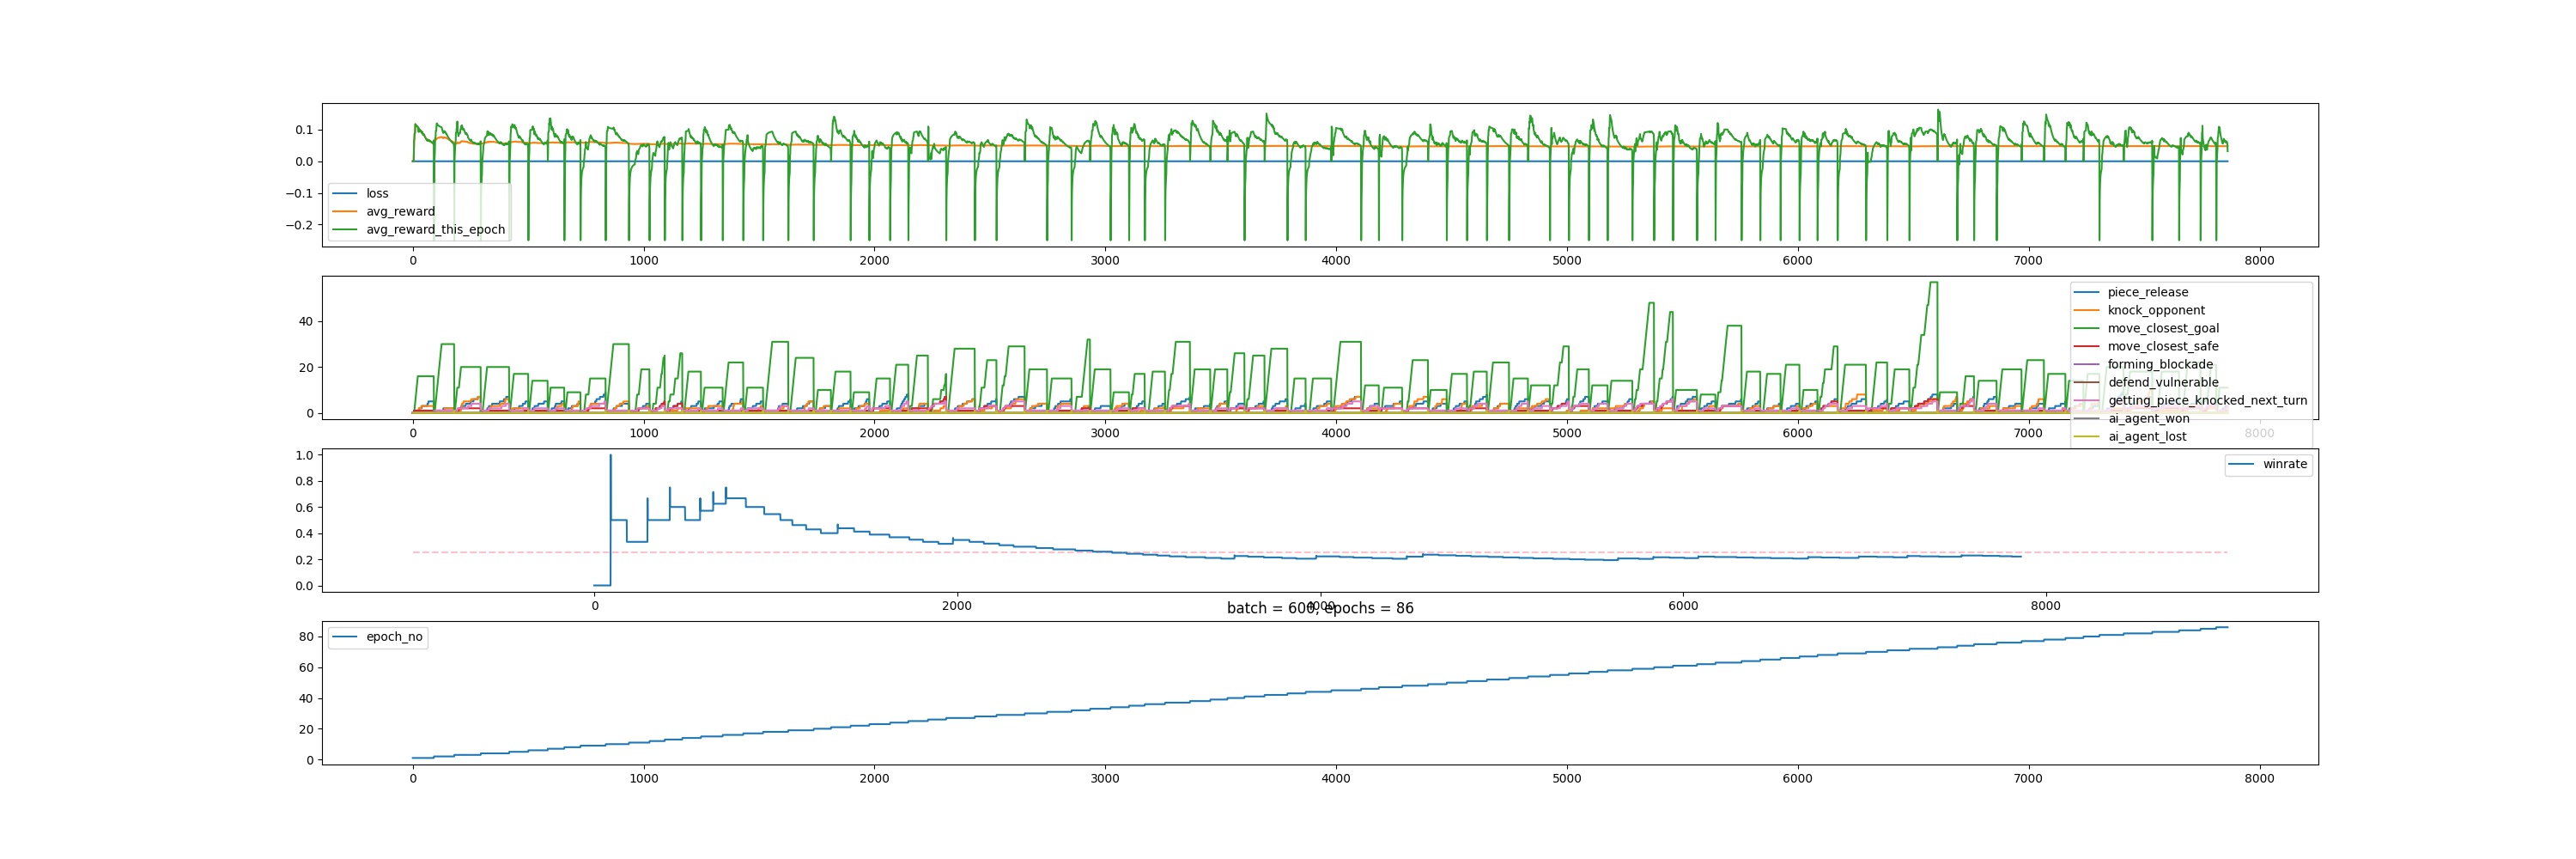 0.1
0.0
−0.1
−0.2
loss
avg_reward
avg_reward_this_epoch
0 1000 2000 3000 4000 5000 6000 7000 8000
40
20
0
piece_release
knock_opponent
move_closest_goal
move_closest_safe
forming_blockade
defend_vulnerable
getting_piece_knocked_next_turn
ai_agent_won
ai_agent_lost
0 1000 2000 3000 4000 5000 6000 7000 8000
1.0
0.8
0.6
0.4
0.2
0.0
winrate
0 2000 4000 6000 8000
batch = 600, epochs = 86
80
60
40
20
0
epoch_no
0 1000 2000 3000 4000 5000 6000 7000 8000